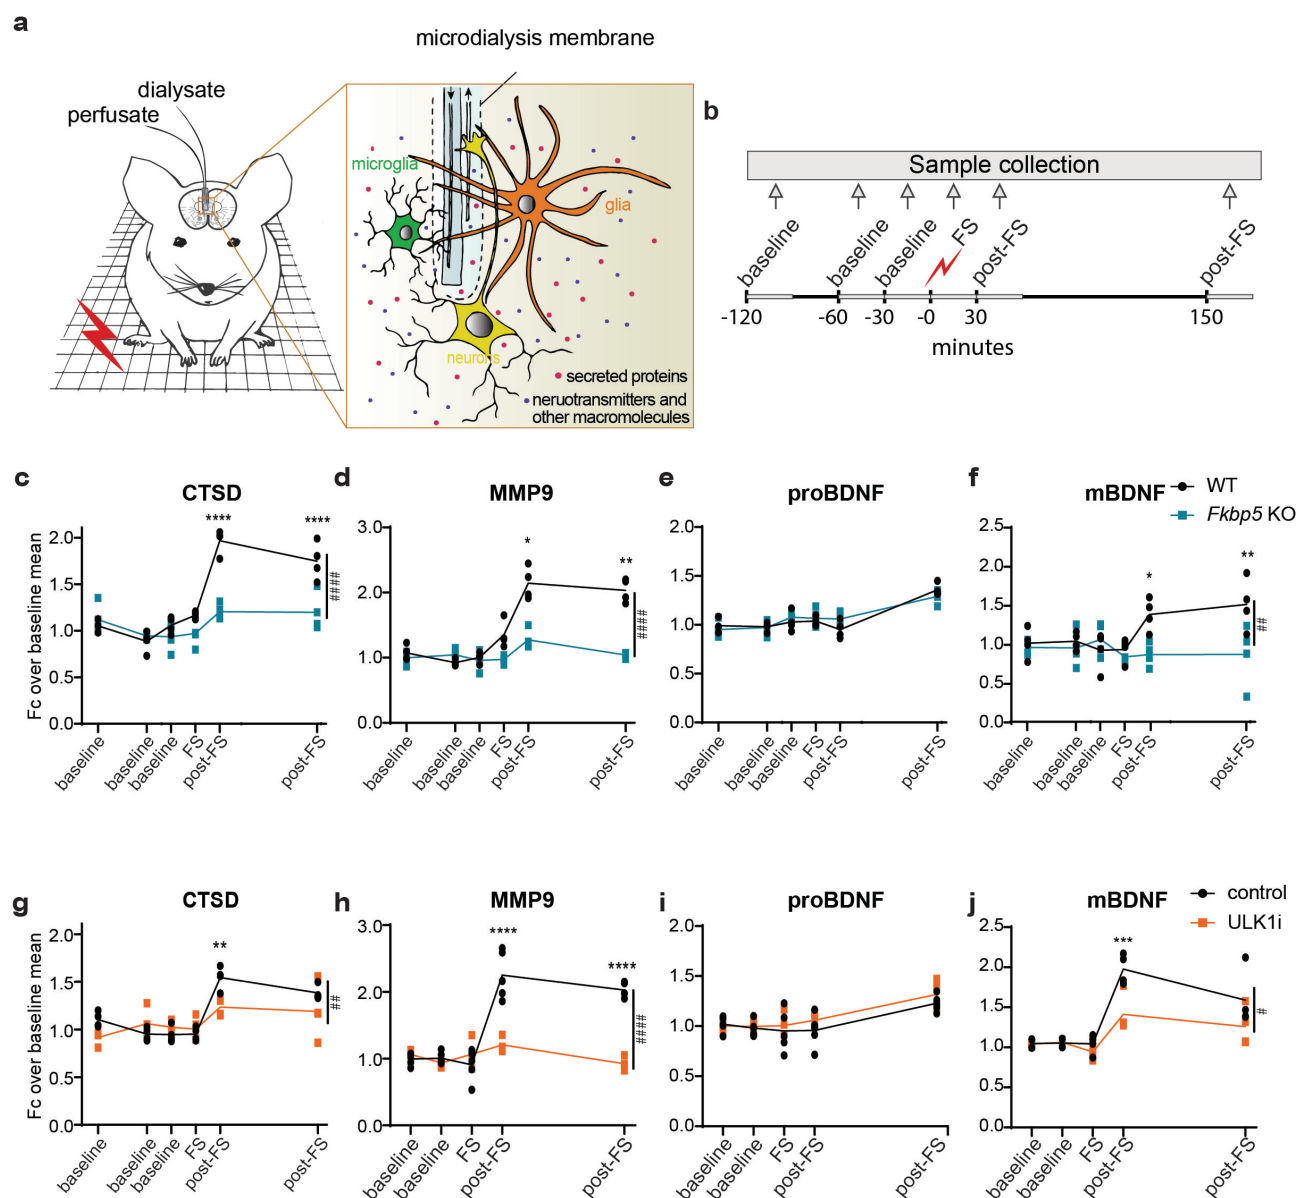 a
microdialysis membrane
dialysate
perfusate
microglia
glia
neurons
secreted proteins
neruotransmitters and
other macromolecules
b
Sample collection
baseline
baseline
baseline
FS
post-FS
post-FS
-120 -60 -30 -0 30 150
minutes
c
CTSD
Fc over baseline mean
2.0
1.5
1.0
0.5
0.0
**** ****
####
baseline baseline baseline FS post-FS post-FS
d
MMP9
3.0
2.0
1.0
0.0
* **
####
baseline baseline baseline FS post-FS post-FS
e
proBDNF
2.0
1.5
1.0
0.5
0.0
baseline baseline baseline FS post-FS post-FS
f
mBDNF
WT
Fkbp5 KO
2.5
2.0
1.5
1.0
0.5
0.0
* **
##
baseline baseline baseline FS post-FS post-FS
g
CTSD
Fc over baseline mean
2.0
1.5
1.0
0.5
0.0
**
##
baseline baseline baseline FS post-FS post-FS
h
MMP9
3.0
2.0
1.0
0.0
**** ****
####
baseline baseline FS post-FS post-FS
i
proBDNF
2.0
1.5
1.0
0.5
0.0
baseline baseline FS post-FS post-FS
j
mBDNF
control
ULK1i
2.5
2.0
1.5
1.0
0.5
0.0
***
#
baseline baseline FS post-FS post-FS